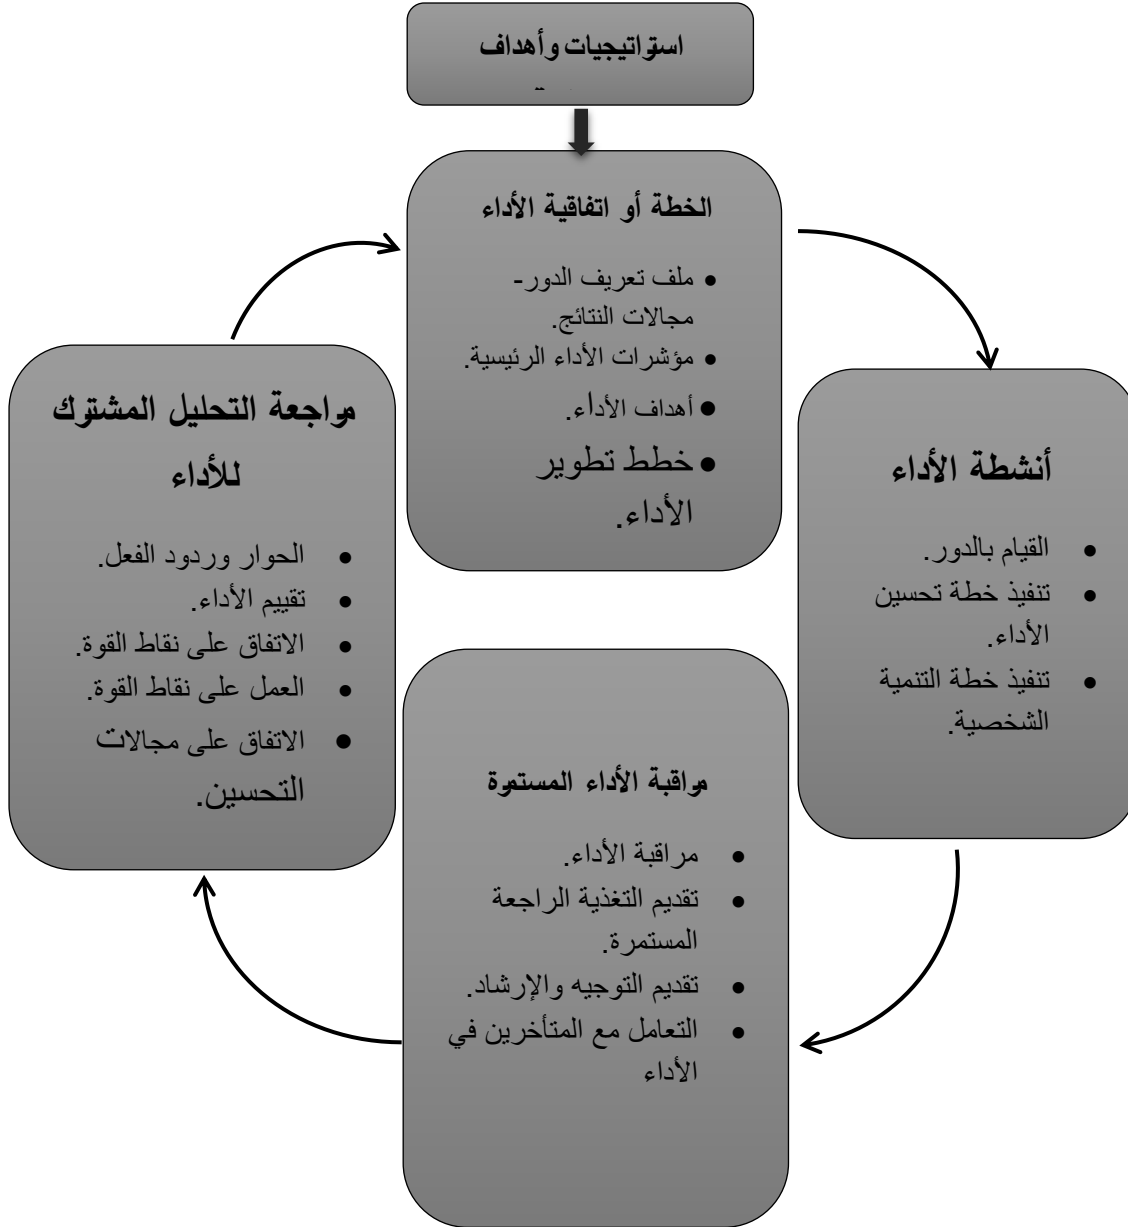 استراتيجيات وأهداف
الخطة أو اتفاقية الأداء
• ملف تعريف الدور-
مجالات النتائج.
• مؤشرات الأداء الرئيسية.
• أهداف الأداء.
• خطط تطوير
الأداء.
أنشطة الأداء
• القيام بالدور.
• تنفيذ خطة تحسين
الأداء.
• تنفيذ خطة التنمية
الشخصية.
مراقبة الأداء المستمرة
• مراقبة الأداء.
• تقديم التغذية الراجعة
المستمرة.
• تقديم التوجيه والإرشاد.
• التعامل مع المتأخرين في
الأداء
مراجعة التحليل المشترك
للأداء
• الحوار وردود الفعل.
• تقييم الأداء.
• الاتفاق على نقاط القوة.
• العمل على نقاط القوة.
• الاتفاق على مجالات
التحسين.